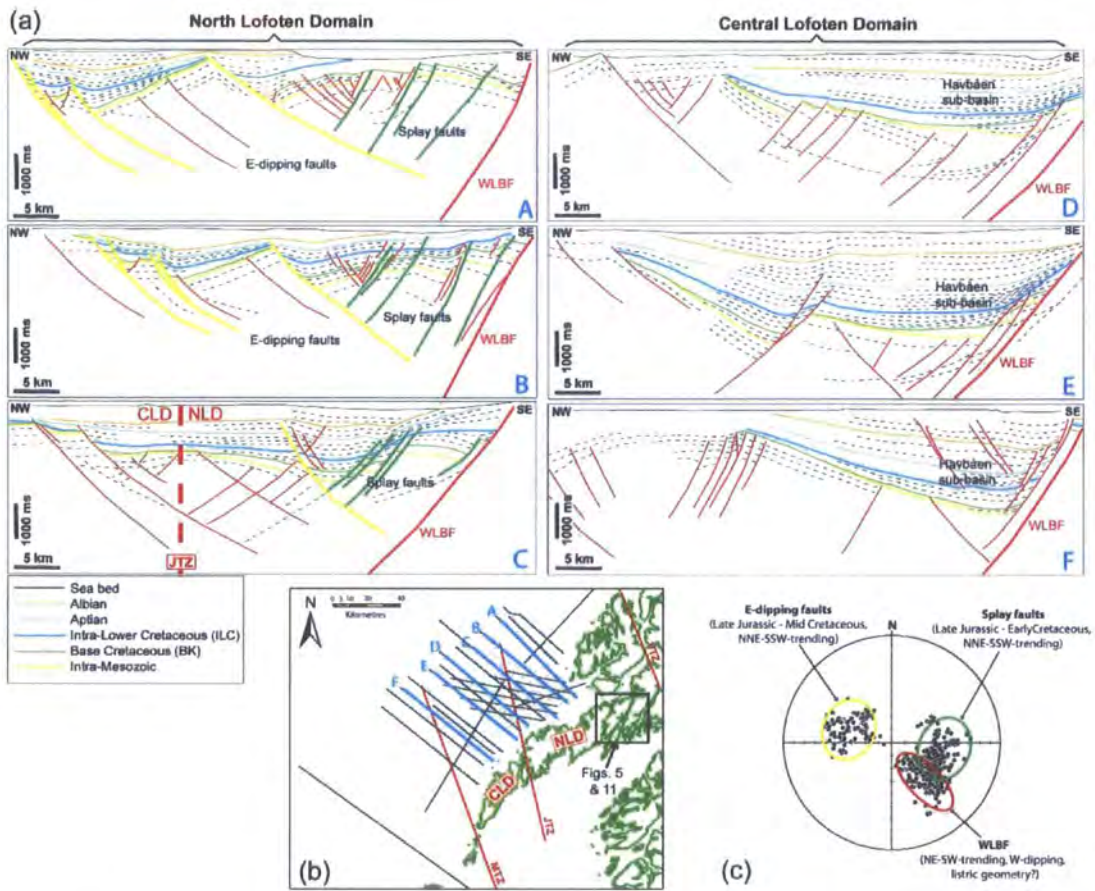 (a)
North Lofoten Domain
Central Lofoten Domain
NW
SE
Splay faults
E-dipping faults
WLBF
1000 ms
5 km
A
NW
SE
Havbåen
sub-basin
WLBF
1000 ms
5 km
D
NW
SE
Splay faults
E-dipping faults
WLBF
1000 ms
5 km
B
NW
SE
Havbåen
sub-basin
WLBF
1000 ms
5 km
E
NW
CLD
NLD
SE
Splay faults
WLBF
1000 ms
5 km
JTZ
C
NW
SE
Havbåen
sub-basin
WLBF
1000 ms
5 km
F
Sea bed
Albian
Aptian
Intra-Lower Cretaceous (ILC)
Base Cretaceous (BK)
Intra-Mesozoic
N
Kilometres
A
B
C
D
E
F
NLD
CLD
Figs. 5
& 11
JTZ
MTZ
(b)
E-dipping faults
(Late Jurassic - Mid Cretaceous,
NNE-SSW-trending)
N
Splay faults
(Late Jurassic - EarlyCretaceous,
NNE-SSW-trending)
WLBF
(NE-SW-trending, W-dipping,
listric geometry?)
(c)